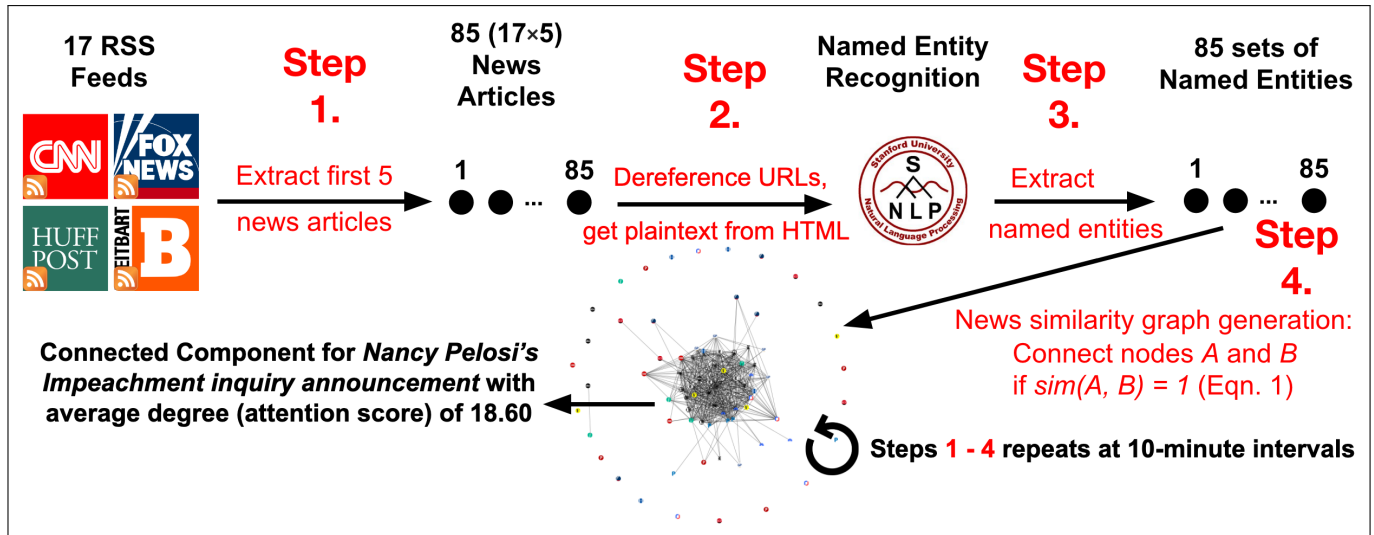 17 RSS
Feeds
Step
1.
85 (17×5)
News
Articles
Step
2.
Named Entity
Recognition
Step
3.
85 sets of
Named Entities
CNN
FOX
NEWS
HUFF
POST
EITBART
B
Extract first 5
news articles
1
85
...
Dereference URLs,
get plaintext from HTML
Stanford University
S
N L P
Natural Language Processing
Extract
named entities
1
85
...
Step
4.
News similarity graph generation:
Connect nodes A and B
if sim(A, B) = 1 (Eqn. 1)
Connected Component for Nancy Pelosi's
Impeachment inquiry announcement with
average degree (attention score) of 18.60
Steps 1 - 4 repeats at 10-minute intervals